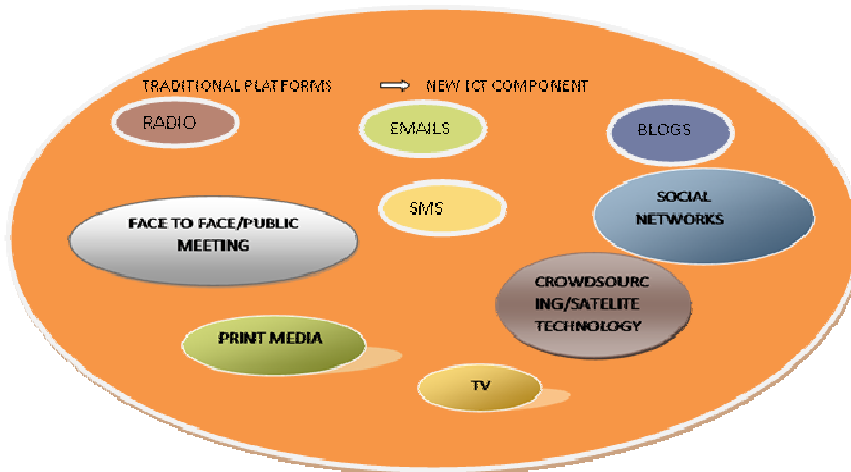 TRADITIONAL PLATFORMS NEW ICT COMPONENT
RADIO
EMAILS
BLOGS
SMS
SOCIAL
NETWORKS
FACE TO FACE/PUBLIC
MEETING
CROWDSOURC
ING/SATELITE
TECHNOLOGY
PRINT MEDIA
TV